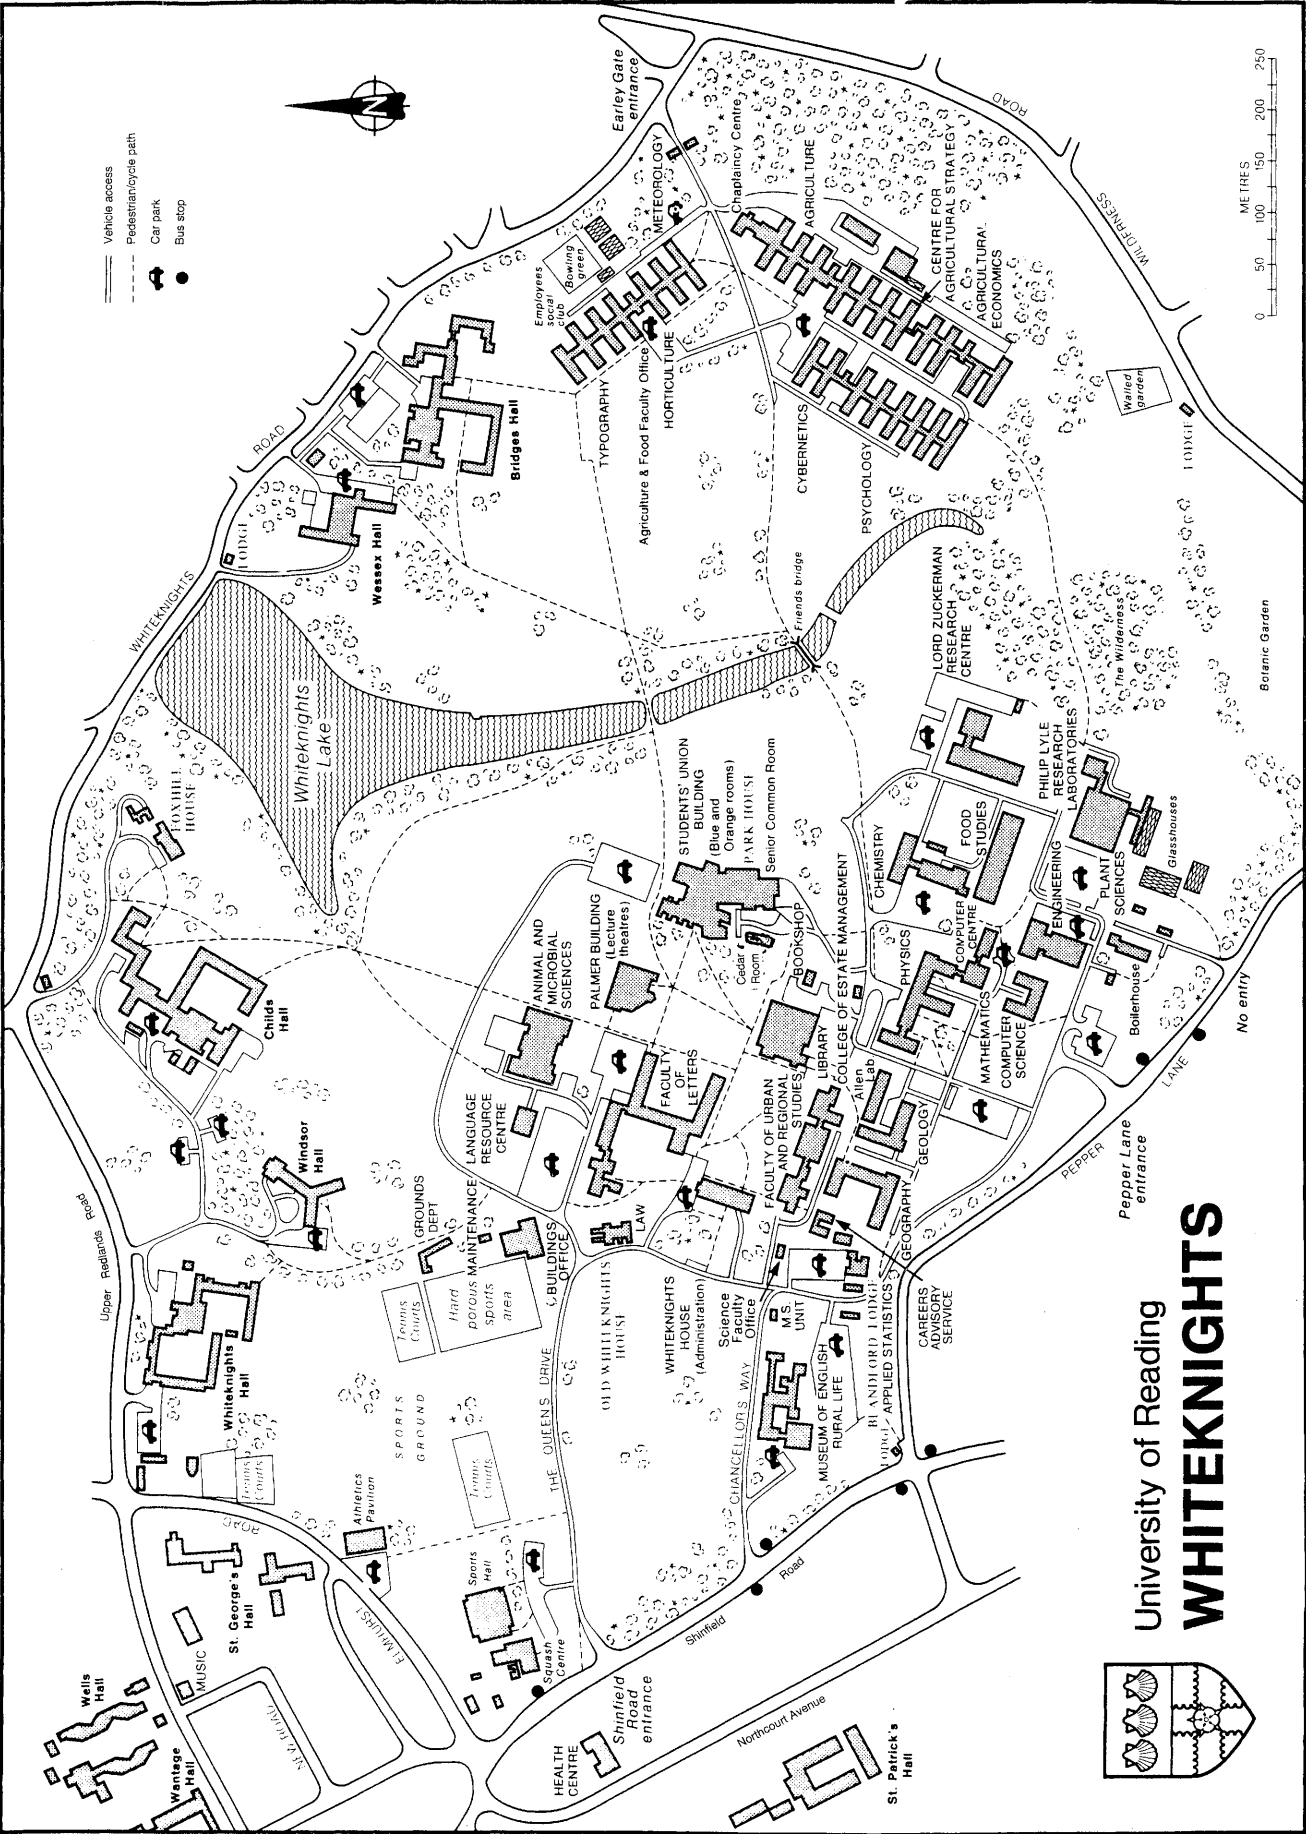 Vehicle access
Pedestrian/cycle path
Car park
Bus stop
N
METRES
0 50 100 150 200 250
University of Reading
WHITEKNIGHTS
Wells
Hall
Wantage
Hall
MUSIC
NEW ROAD
St. George's
Hall
ELMHURST
ROAD
Upper Redlands Road
Whiteknights
Hall
Tennis
Courts
Athletics
Pavilion
SPORTS
GROUND
Tennis
Courts
Sports
Hall
Squash
Centre
HEALTH
CENTRE
Shinfield
Road
entrance
Northcourt Avenue
St. Patrick's
Hall
Shinfield
Road
Windsor
Hall
Childs
Hall
FOXHILL
HOUSE
Whiteknights
Lake
WHITEKNIGHTS
ROAD
LODGE
Wessex Hall
Bridges Hall
Earley Gate
entrance
Employees
social
club
Bowling
green
METEOROLOGY
Chaplaincy Centre
AGRICULTURE
CENTRE FOR
AGRICULTURAL STRATEGY
AGRICULTURAL
ECONOMICS
TYPOGRAPHY
Agriculture & Food Faculty Office
HORTICULTURE
CYBERNETICS
PSYCHOLOGY
ROAD
WILDERNESS
Walled
garden
LODGE
Friends bridge
LORD ZUCKERMAN
RESEARCH
CENTRE
The Wilderness
Botanic Garden
PHILIP LYLE
RESEARCH
LABORATORIES
GROUNDS
DEPT
MAINTENANCE
BUILDINGS
OFFICE
Tennis
Courts
Hard
porous
sports
area
THE QUEENS DRIVE
LANGUAGE
RESOURCE
CENTRE
ANIMAL AND
MICROBIAL
SCIENCES
PALMER BUILDING
(Lecture
theatres)
STUDENTS' UNION
BUILDING
(Blue and
Orange rooms)
PARK HOUSE
Senior Common Room
Cedar
Room
BOOKSHOP
FACULTY
OF
LETTERS
LAW
OLD WHITEKNIGHTS
HOUSE
WHITEKNIGHTS
HOUSE
(Administration)
Science
Faculty
Office
M.S.
UNIT
CHANCELLORS WAY
MUSEUM OF ENGLISH
RURAL LIFE
BLANDFORD LODGE
APPLIED STATISTICS
LODGE
CAREERS
ADVISORY
SERVICE
FACULTY OF URBAN
AND REGIONAL
STUDIES
LIBRARY
COLLEGE OF ESTATE MANAGEMENT
Allen
Lab
GEOLOGY
GEOGRAPHY
CHEMISTRY
FOOD
STUDIES
PHYSICS
COMPUTER
CENTRE
MATHEMATICS
COMPUTER
SCIENCE
ENGINEERING
PLANT
SCIENCES
Glasshouses
Boilerhouse
No entry
PEPPER
LANE
Pepper Lane
entrance